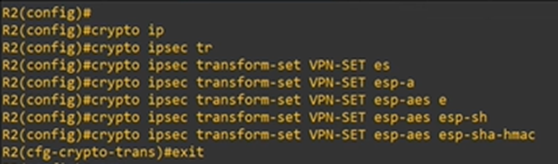 R2(config)#
R2(config)#crypto ip
R2(config)#crypto ipsec tr
R2(config)#crypto ipsec transform-set VPN-SET es
R2(config)#crypto ipsec transform-set VPN-SET esp-a
R2(config)#crypto ipsec transform-set VPN-SET esp-aes e
R2(config)#crypto ipsec transform-set VPN-SET esp-aes esp-sh
R2(config)#crypto ipsec transform-set VPN-SET esp-aes esp-sha-hmac
R2(cfg-crypto-trans)#exit